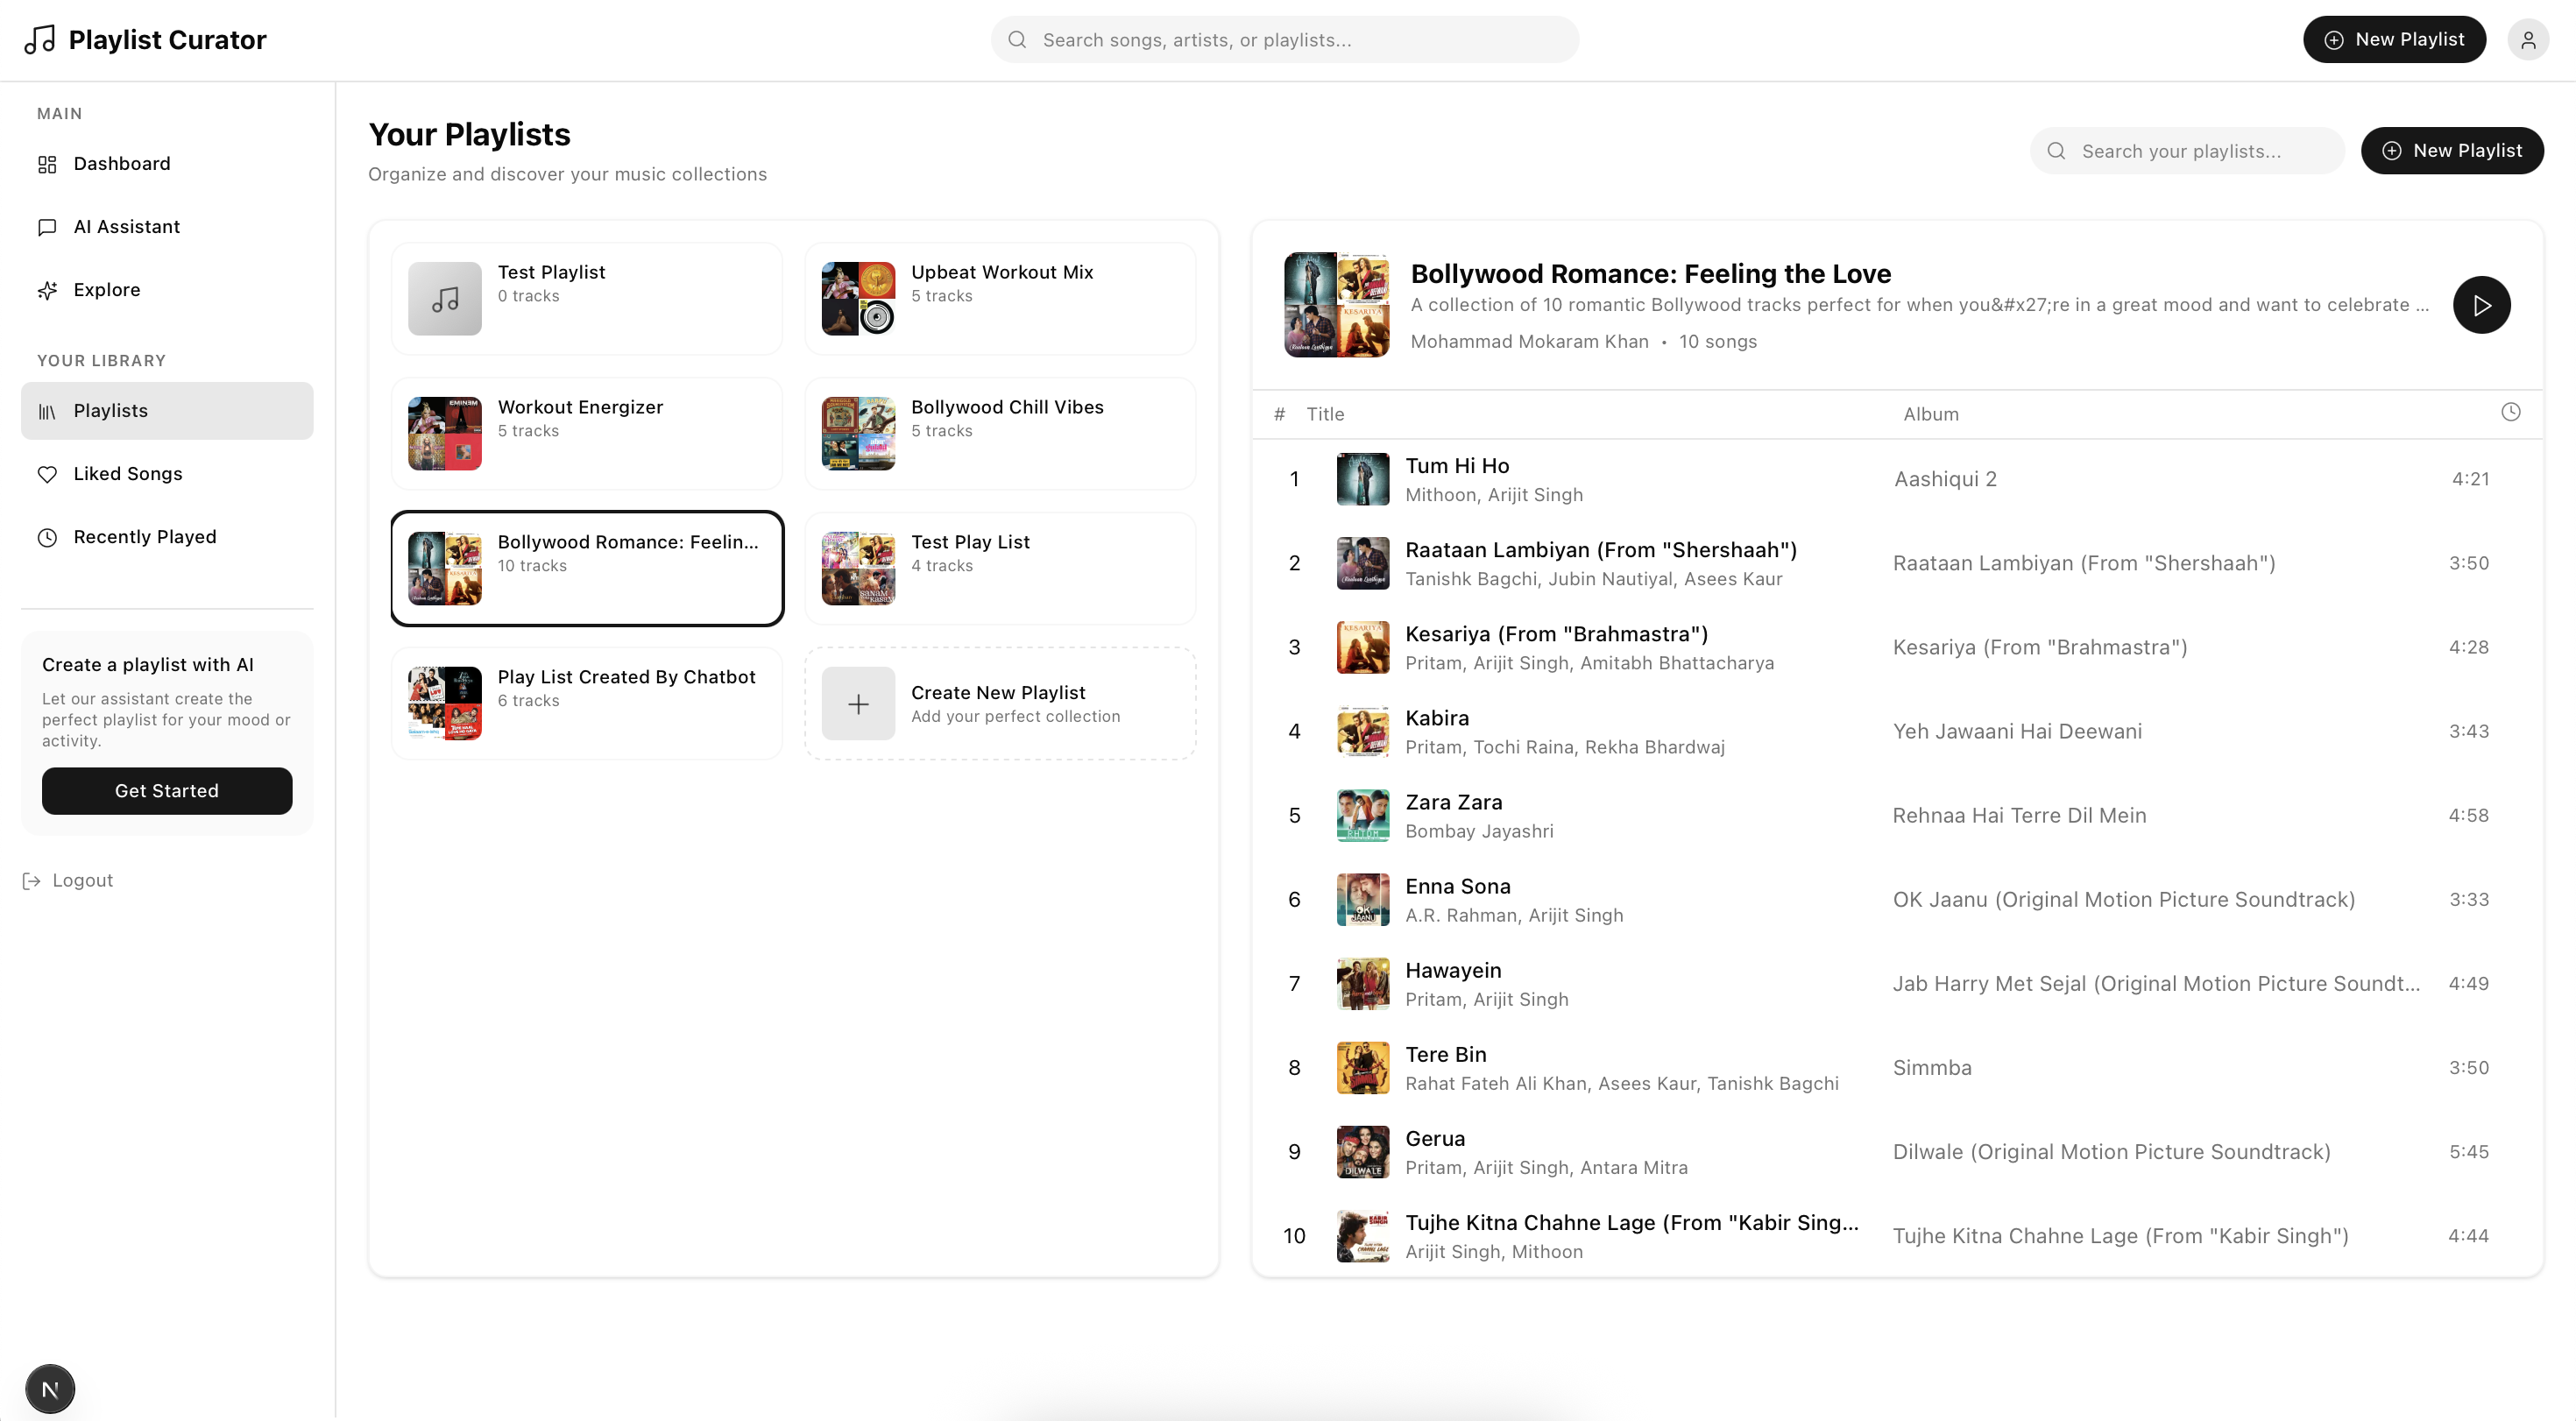 Playlist Curator
Search songs, artists, or playlists...
New Playlist
MAIN
Dashboard
AI Assistant
Explore
YOUR LIBRARY
Playlists
Liked Songs
Recently Played
Create a playlist with AI
Let our assistant create the
perfect playlist for your mood or
activity.
Get Started
Logout
N
Your Playlists
Organize and discover your music collections
Search your playlists...
New Playlist
Test Playlist
0 tracks
Upbeat Workout Mix
5 tracks
Workout Energizer
5 tracks
Bollywood Chill Vibes
5 tracks
Bollywood Romance: Feelin...
10 tracks
Test Play List
4 tracks
Play List Created By Chatbot
6 tracks
Create New Playlist
Add your perfect collection
Bollywood Romance: Feeling the Love
A collection of 10 romantic Bollywood tracks perfect for when you&#x27;re in a great mood and want to celebrate ...
Mohammad Mokaram Khan • 10 songs
# Title Album
1 Tum Hi Ho Aashiqui 2 4:21
Mithoon, Arijit Singh
2 Raataan Lambiyan (From "Shershaah") Raataan Lambiyan (From "Shershaah") 3:50
Tanishk Bagchi, Jubin Nautiyal, Asees Kaur
3 Kesariya (From "Brahmastra") Kesariya (From "Brahmastra") 4:28
Pritam, Arijit Singh, Amitabh Bhattacharya
4 Kabira Yeh Jawaani Hai Deewani 3:43
Pritam, Tochi Raina, Rekha Bhardwaj
5 Zara Zara Rehnaa Hai Terre Dil Mein 4:58
Bombay Jayashri
6 Enna Sona OK Jaanu (Original Motion Picture Soundtrack) 3:33
A.R. Rahman, Arijit Singh
7 Hawayein Jab Harry Met Sejal (Original Motion Picture Soundt... 4:49
Pritam, Arijit Singh
8 Tere Bin Simmba 3:50
Rahat Fateh Ali Khan, Asees Kaur, Tanishk Bagchi
9 Gerua Dilwale (Original Motion Picture Soundtrack) 5:45
Pritam, Arijit Singh, Antara Mitra
10 Tujhe Kitna Chahne Lage (From "Kabir Sing... Tujhe Kitna Chahne Lage (From "Kabir Singh") 4:44
Arijit Singh, Mithoon